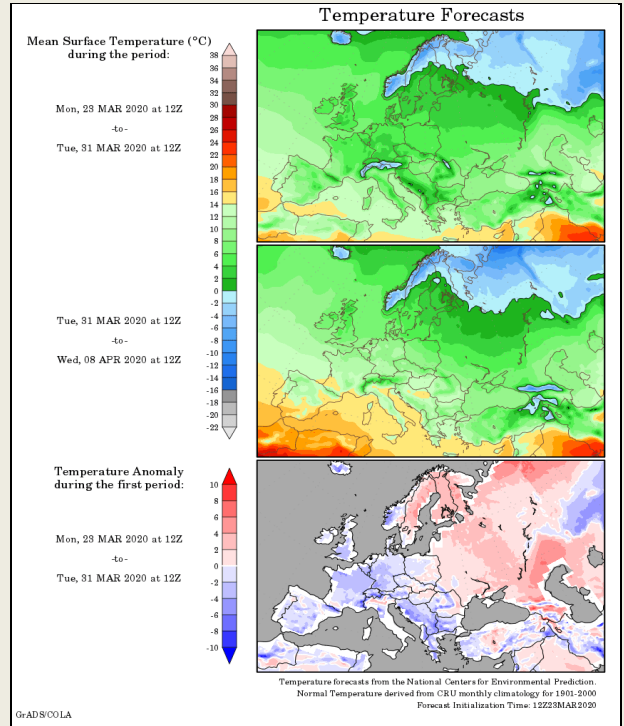 Temperature Forecasts
Mean Surface Temperature (°C)
during the period:
Mon, 23 MAR 2020 at 12Z
-to-
Tue, 31 MAR 2020 at 12Z
38
36
34
32
30
28
26
24
22
20
18
16
14
12
10
8
6
4
2
0
-2
-4
-6
-8
-10
-12
-14
-16
-18
-20
-22
Tue, 31 MAR 2020 at 12Z
-to-
Wed, 08 APR 2020 at 12Z
Temperature Anomaly
during the first period:
Mon, 23 MAR 2020 at 12Z
-to-
Tue, 31 MAR 2020 at 12Z
10
8
6
4
2
0
-2
-4
-6
-8
-10
Temperature forecasts from the National Centers for Environmental Prediction.
Normal Temperature derived from CRU monthly climatology for 1901-2000
Forecast Initialization Time: 12Z23MAR2020
GrADS/COLA